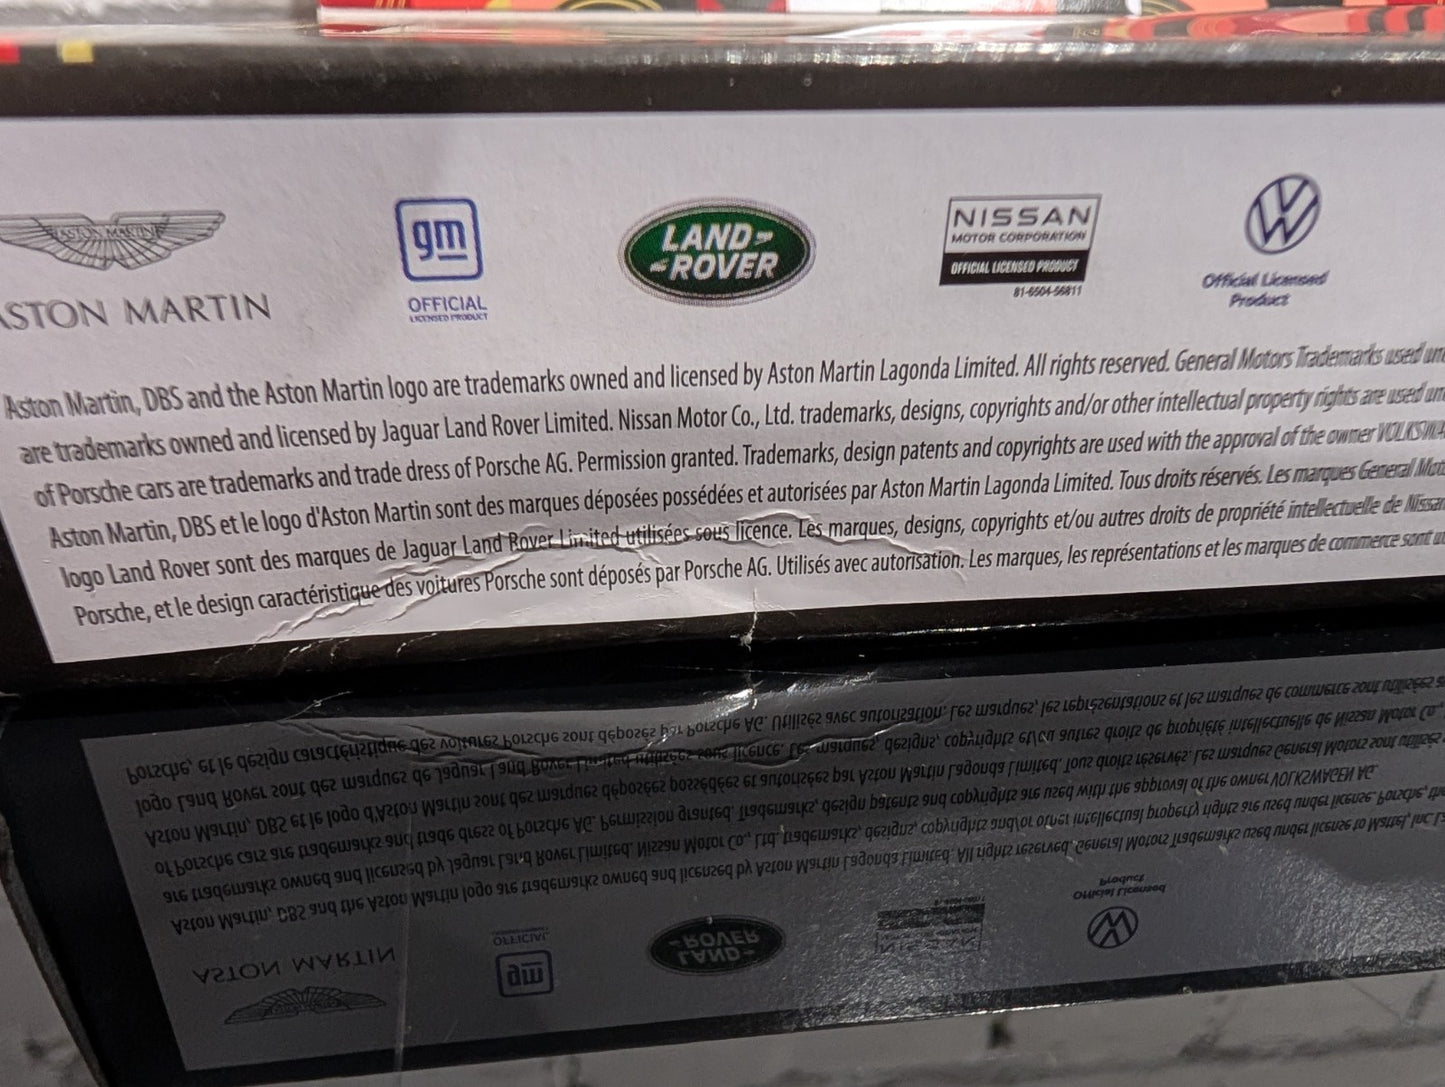 ASTON MARTIN
ASTON MARTIN
gm
OFFICIAL
LICENSED PRODUCT
LAND
ROVER
NISSAN
MOTOR CORPORATION
OFFICIAL LICENSED PRODUCT
81-6504-56811
Official Licensed
Product
Aston Martin, DBS and the Aston Martin logo are trademarks owned and licensed by Aston Martin Lagonda Limited. All rights reserved. General Motors Trademarks used
are trademarks owned and licensed by Jaguar Land Rover Limited. Nissan Motor Co., Ltd. trademarks, designs, copyrights and/or other intellectual property rights are used
of Porsche cars are trademarks and trade dress of Porsche AG. Permission granted. Trademarks, design patents and copyrights are used with the approval of the owner
Aston Martin, DBS et le logo d'Aston Martin sont des marques déposées possédées et autorisées par Aston Martin Lagonda Limited. Tous droits réservés. Les marques General
logo Land Rover sont des marques de Jaguar Land Rover Limited utilisées sous licence. Les marques, designs, copyrights et/ou autres droits de propriété intellectuelle de Nissan
Porsche, et le design caractéristique des voitures Porsche sont déposés par Porsche AG. Utilisés avec autorisation. Les marques, les représentations et les marques de commerce sont